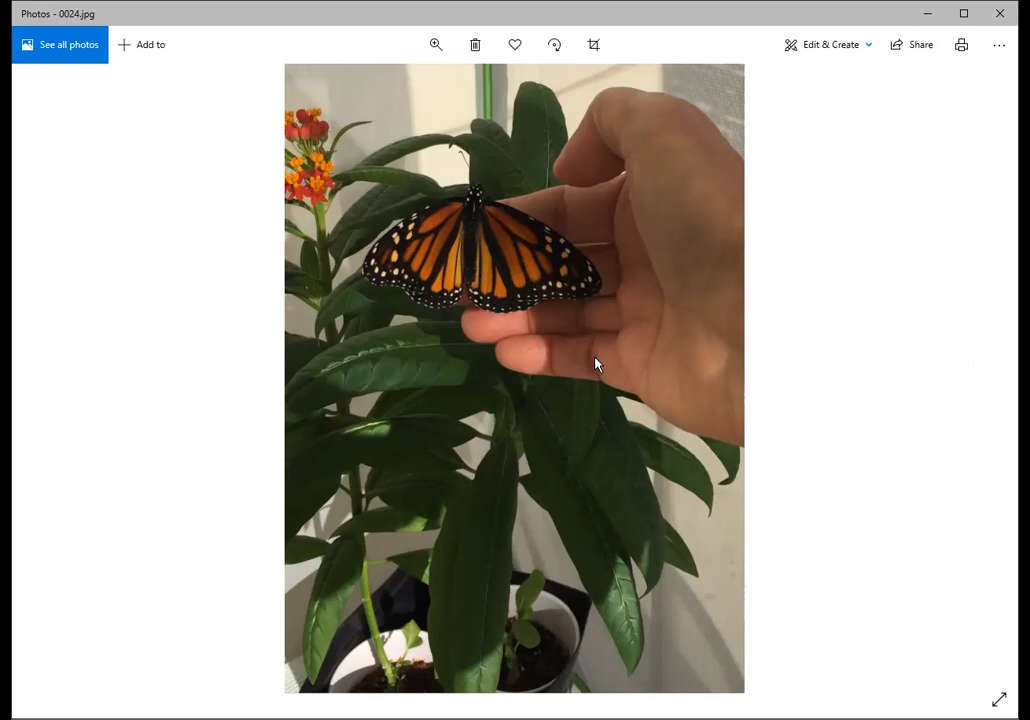 Photos - 0024.jpg
See all photos
Add to
Edit & Create
Share